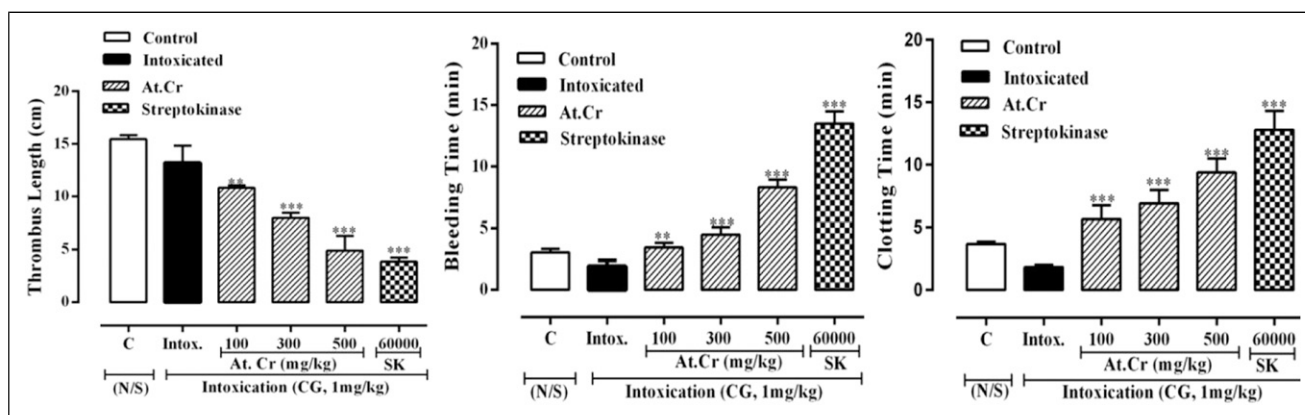 Control
Intoxicated
At.Cr
Streptokinase
Thrombus Length (cm)
20
15
10
5
0
**
***
***
***
C Intox. 100 300 500 60000
At. Cr (mg/kg) SK
(N/S) Intoxication (CG, 1mg/kg)
Control
Intoxicated
At.Cr
Streptokinase
Bleeding Time (min)
20
15
10
5
0
**
***
***
***
C Intox. 100 300 500 60000
At.Cr (mg/kg) SK
(N/S) Intoxication (CG, 1mg/kg)
Control
Intoxicated
At.Cr
Streptokinase
Clotting Time (min)
20
15
10
5
0
***
***
***
***
C Intox. 100 300 500 60000
At.Cr (mg/kg) SK
(N/S) Intoxication (CG, 1mg/kg)